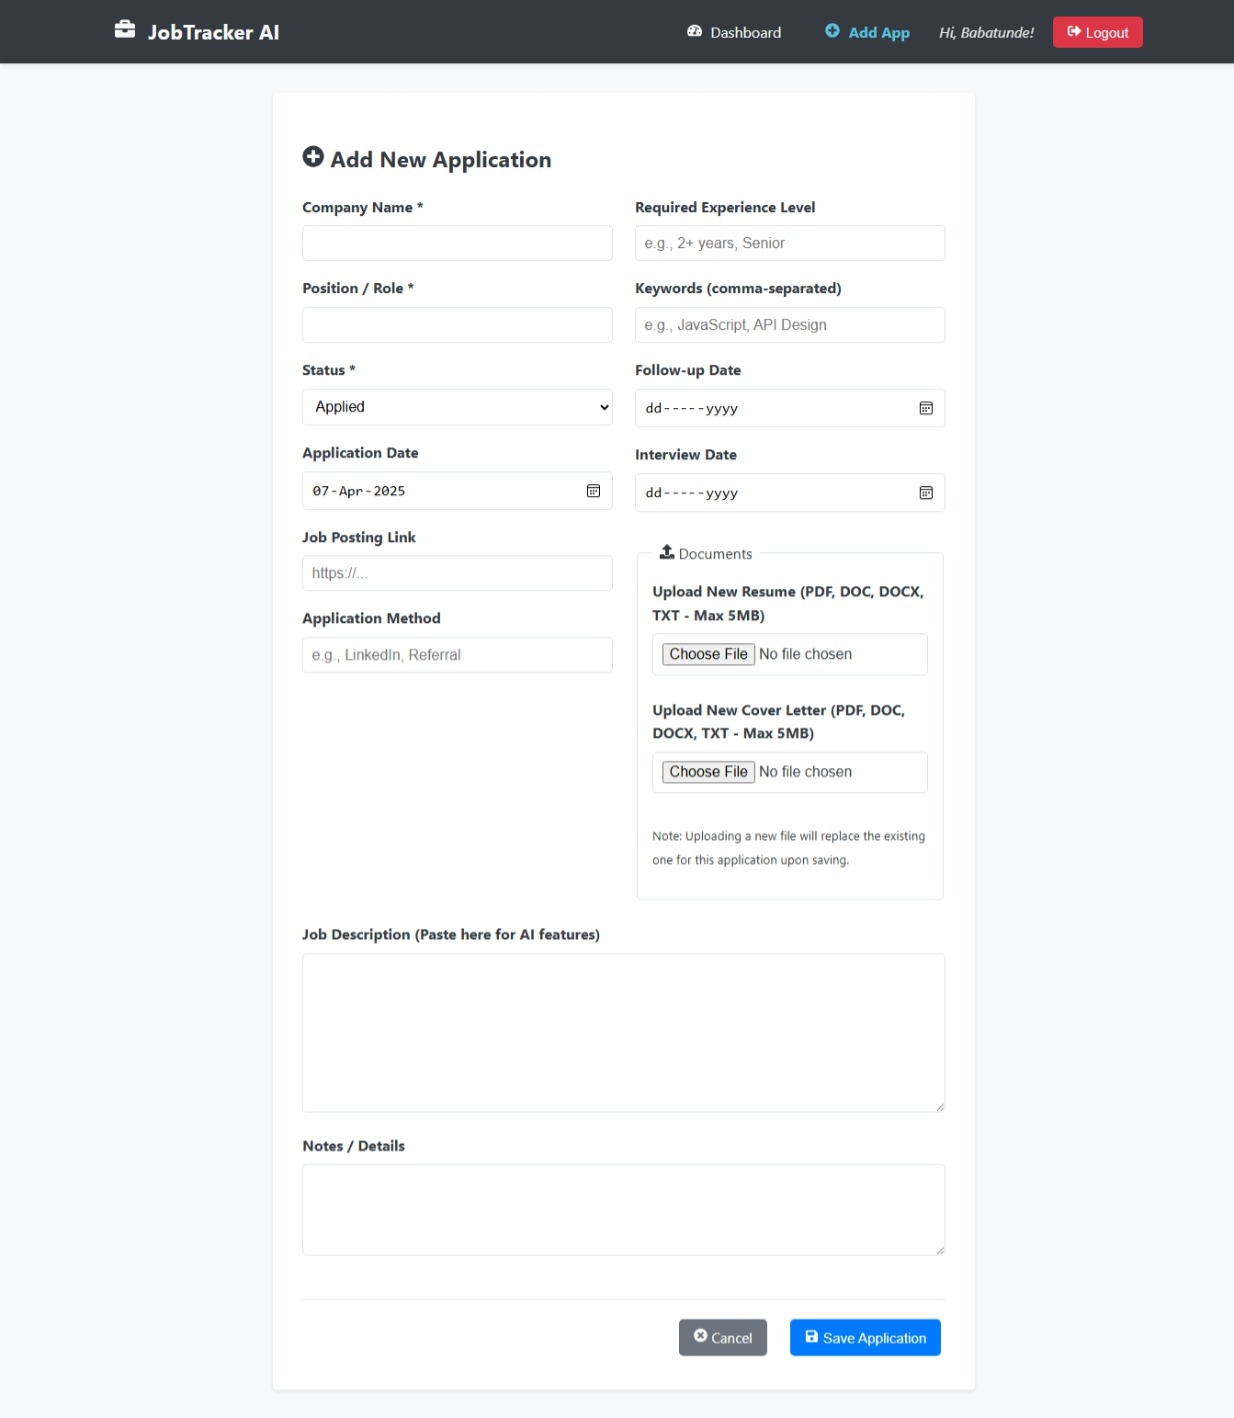 JobTracker AI
Dashboard
Add App
Hi, Babatunde!
Logout
Add New Application
Company Name *
Position / Role *
Status *
Applied
Application Date
07-Apr-2025
Job Posting Link
https://...
Application Method
e.g., LinkedIn, Referral
Required Experience Level
e.g., 2+ years, Senior
Keywords (comma-separated)
e.g., JavaScript, API Design
Follow-up Date
dd-----yyyy
Interview Date
dd-----yyyy
Documents
Upload New Resume (PDF, DOC, DOCX,
TXT - Max 5MB)
Choose File No file chosen
Upload New Cover Letter (PDF, DOC,
DOCX, TXT - Max 5MB)
Choose File No file chosen
Note: Uploading a new file will replace the existing
one for this application upon saving.
Job Description (Paste here for AI features)
Notes / Details
Cancel
Save Application